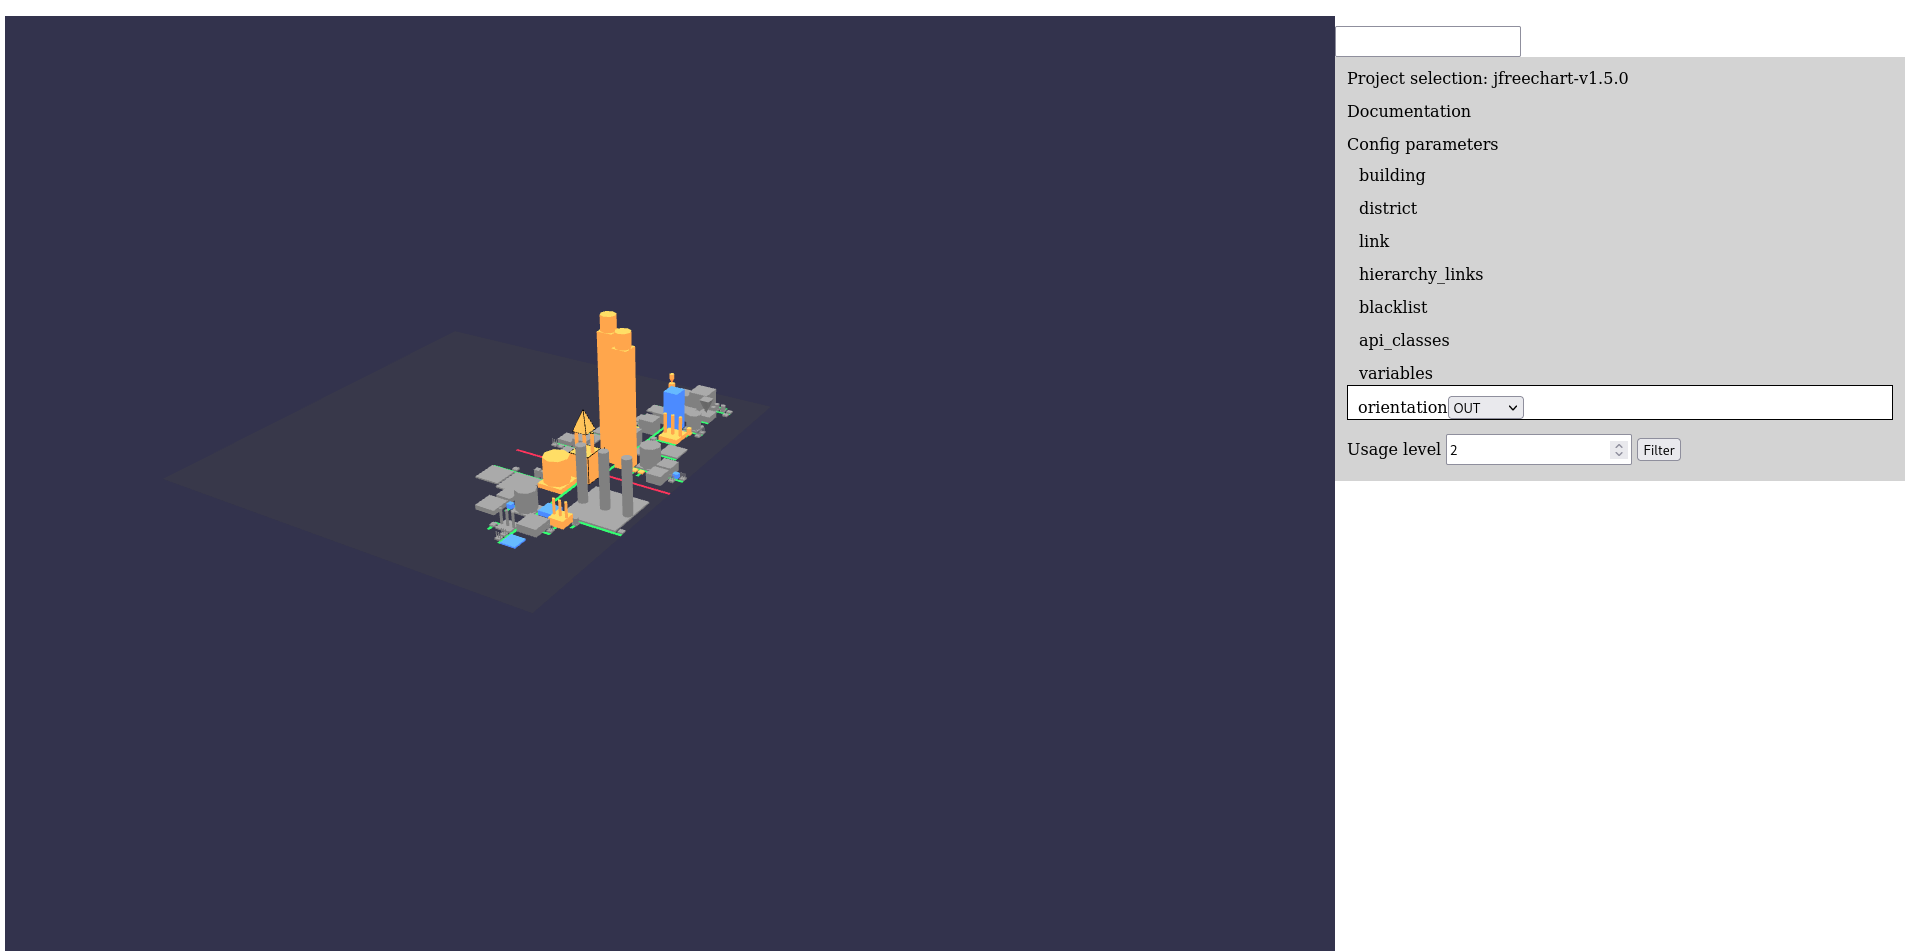 Project selection: jfreechart-v1.5.0
Documentation
Config parameters
building
district
link
hierarchy_links
blacklist
api_classes
variables
orientation OUT
Usage level 2 Filter